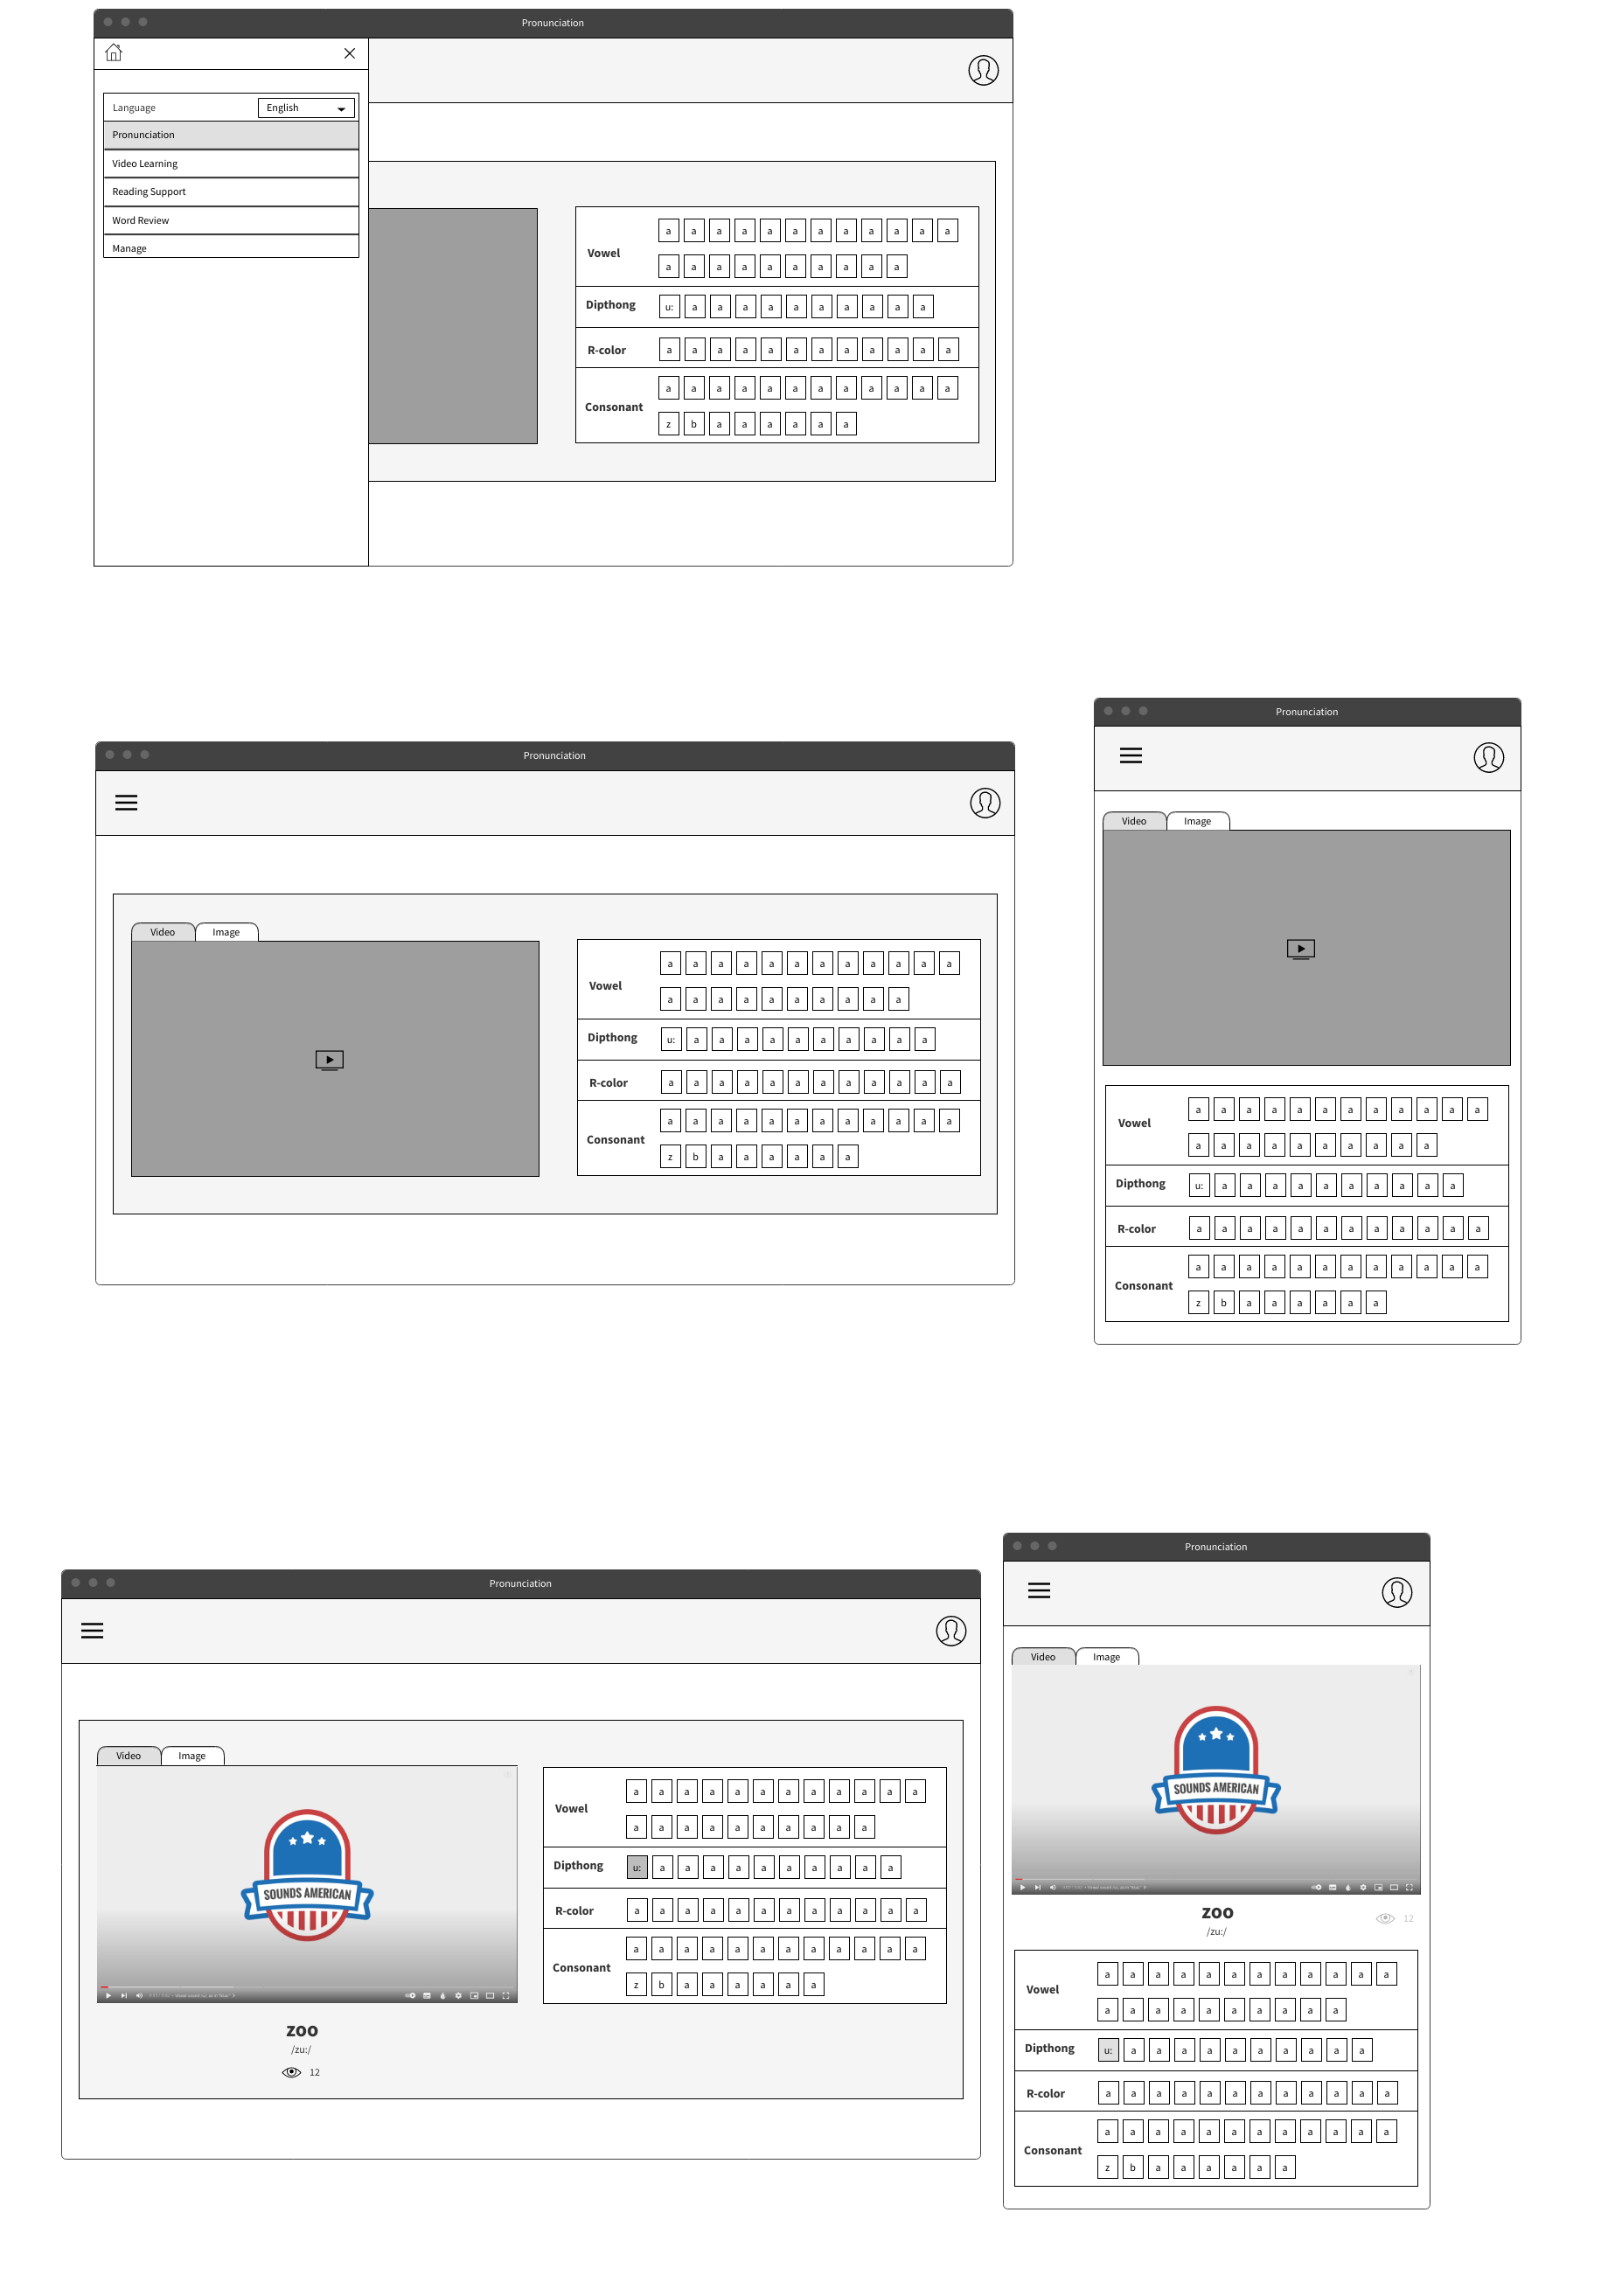 Pronunciation
Language English
Pronunciation
Video Learning
Reading Support
Word Review
Manage
Vowel
a a a a a a a a a a a a
a a a a a a a a a a
Dipthong u: a a a a a a a a a a
R-color a a a a a a a a a a a a
Consonant
a a a a a a a a a a a a
z b a a a a a a
Pronunciation
Video Image
Vowel
a a a a a a a a a a a a
a a a a a a a a a a
Dipthong u: a a a a a a a a a a
R-color a a a a a a a a a a a a
Consonant
a a a a a a a a a a a a
z b a a a a a a
Pronunciation
Video Image
Vowel
a a a a a a a a a a a a
a a a a a a a a a a
Dipthong u: a a a a a a a a a a
R-color a a a a a a a a a a a a
Consonant
a a a a a a a a a a a a
z b a a a a a a
Pronunciation
Video Image
SOUNDS AMERICAN
zoo
/zu:/
12
Vowel
a a a a a a a a a a a a
a a a a a a a a a a
Dipthong u: a a a a a a a a a a
R-color a a a a a a a a a a a a
Consonant
a a a a a a a a a a a a
z b a a a a a a
Pronunciation
Video Image
SOUNDS AMERICAN
zoo
/zu:/
12
Vowel
a a a a a a a a a a a a
a a a a a a a a a a
Dipthong u: a a a a a a a a a a
R-color a a a a a a a a a a a a
Consonant
a a a a a a a a a a a a
z b a a a a a a